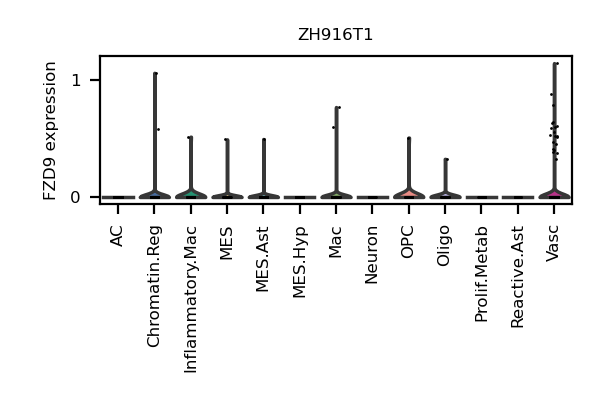 ZH916T1
FZD9 expression
1
0
AC
Chromatin.Reg
Inflammatory.Mac
MES
MES.Ast
MES.Hyp
Mac
Neuron
OPC
Oligo
Prolif.Metab
Reactive.Ast
Vasc